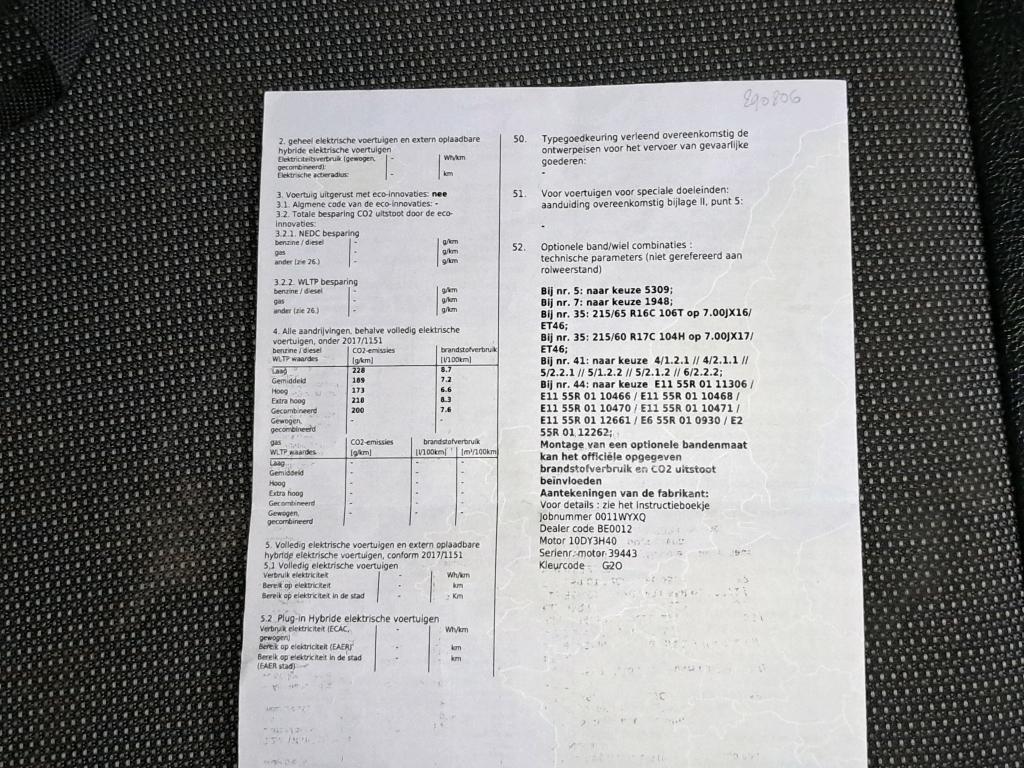 890806
2. geheel elektrische voertuigen en extern oplaadbare
hybride elektrische voertuigen
Elektriciteitsverbruik (gewogen, - Wh/km
gecombineerd):
Elektrische actieradius: - km
3. Voertuig uitgerust met eco-innovaties: nee
3.1. Algmene code van de eco-innovaties: -
3.2. Totale besparing CO2 uitstoot door de eco-
innovaties:
3.2.1. NEDC besparing
benzine / diesel - g/km
gas - g/km
ander (zie 26.) - g/km
3.2.2. WLTP besparing
benzine / diesel - g/km
gas - g/km
ander (zie 26.) - g/km
4. Alle aandrijvingen, behalve volledig elektrische
voertuigen, onder 2017/1151
benzine / diesel CO2-emissies brandstofverbruik
WLTP waardes [g/km] [l/100km]
Laag 228 8.7
Gemiddeld 189 7.2
Hoog 173 6.6
Extra hoog 218 8.3
Gecombineerd 200 7.6
Gewogen, - -
gecombineerd
gas CO2-emissies brandstofverbruik
WLTP waardes [g/km] [l/100km] [m³/100km]
Laag - - -
Gemiddeld - - -
Hoog - - -
Extra hoog - - -
Gecombineerd - - -
Gewogen, - - -
gecombineerd
5. Volledig elektrische voertuigen en extern oplaadbare
hybride elektrische voertuigen, conform 2017/1151
5.1 Volledig elektrische voertuigen
Verbruik elektriciteit - Wh/km
Bereik op elektriciteit - km
Bereik op elektriciteit in de stad - Km
5.2 Plug-in Hybride elektrische voertuigen
Verbruik elektriciteit (ECAC, - Wh/km
gewogen)
Bereik op elektriciteit (EAER) - km
Bereik op elektriciteit in de stad - km
(EAER stad)
50. Typegoedkeuring verleend overeenkomstig de
ontwerpeisen voor het vervoer van gevaarlijke
goederen:
-
51. Voor voertuigen voor speciale doeleinden:
aanduiding overeenkomstig bijlage II, punt 5:
-
52. Optionele band/wiel combinaties :
technische parameters (niet gerefereerd aan
rolweerstand)
Bij nr. 5: naar keuze 5309;
Bij nr. 7: naar keuze 1948;
Bij nr. 35: 215/65 R16C 106T op 7.00JX16/
ET46;
Bij nr. 35: 215/60 R17C 104H op 7.00JX17/
ET46;
Bij nr. 41: naar keuze 4/1.2.1 // 4/2.1.1 //
5/2.2.1 // 5/1.2.2 // 5/2.1.2 // 6/2.2.2;
Bij nr. 44: naar keuze E11 55R 01 11306 /
E11 55R 01 10466 / E11 55R 01 10468 /
E11 55R 01 10470 / E11 55R 01 10471 /
E11 55R 01 12661 / E6 55R 01 0930 / E2
55R 01 12262;
Montage van een optionele bandenmaat
kan het officiële opgegeven
brandstofverbruik en CO2 uitstoot
beïnvloeden
Aantekeningen van de fabrikant:
Voor details : zie het Instructieboekje
Jobnummer 0011WYXQ
Dealer code BE0012
Motor 10DY3H40
Serienr. motor 39443
Kleurcode G2O